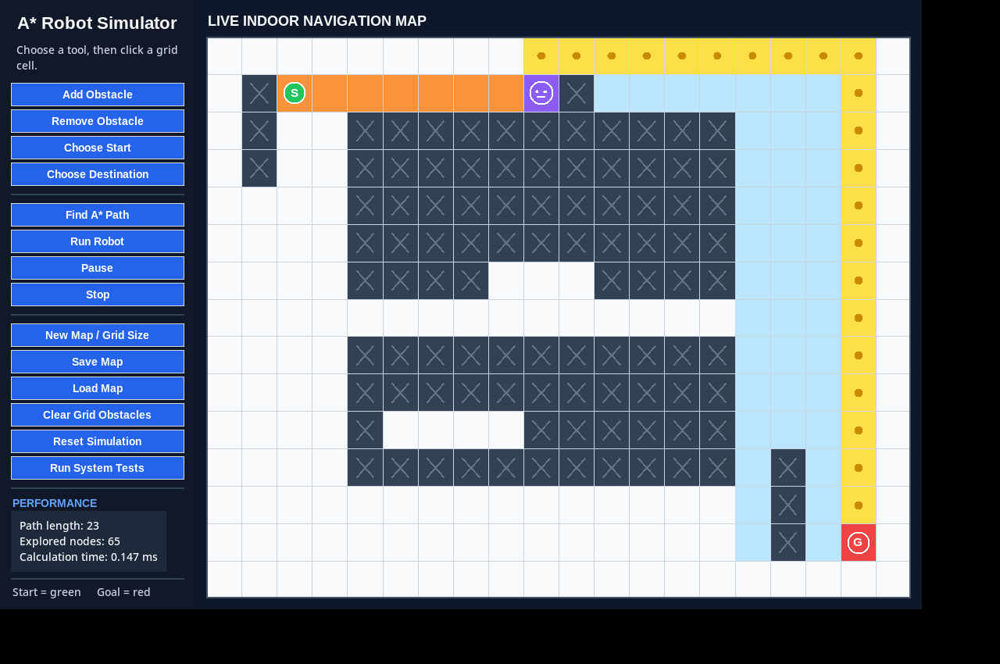 A* Robot Simulator
Choose a tool, then click a grid
cell.
Add Obstacle
Remove Obstacle
Choose Start
Choose Destination
Find A* Path
Run Robot
Pause
Stop
New Map / Grid Size
Save Map
Load Map
Clear Grid Obstacles
Reset Simulation
Run System Tests
PERFORMANCE
Path length: 23
Explored nodes: 65
Calculation time: 0.147 ms
Start = green Goal = red
LIVE INDOOR NAVIGATION MAP
S
G